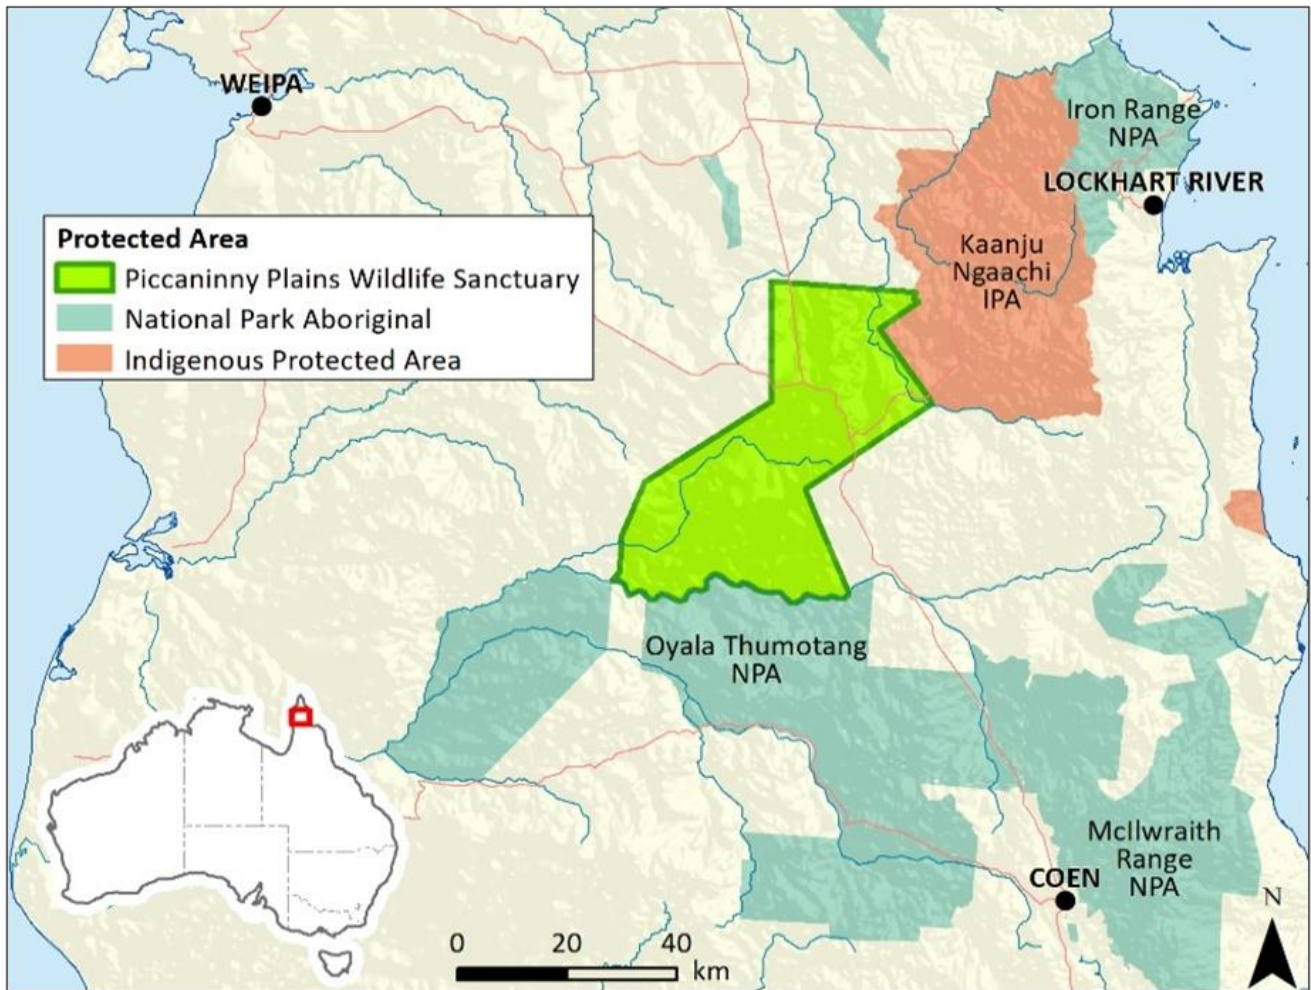 WEIPA
Iron Range
NPA
LOCKHART RIVER
Protected Area
Piccaninny Plains Wildlife Sanctuary
National Park Aboriginal
Indigenous Protected Area
Kaanju
Ngaachi
IPA
Oyala Thumotang
NPA
McIlwraith
Range
NPA
COEN
N
0 20 40
km